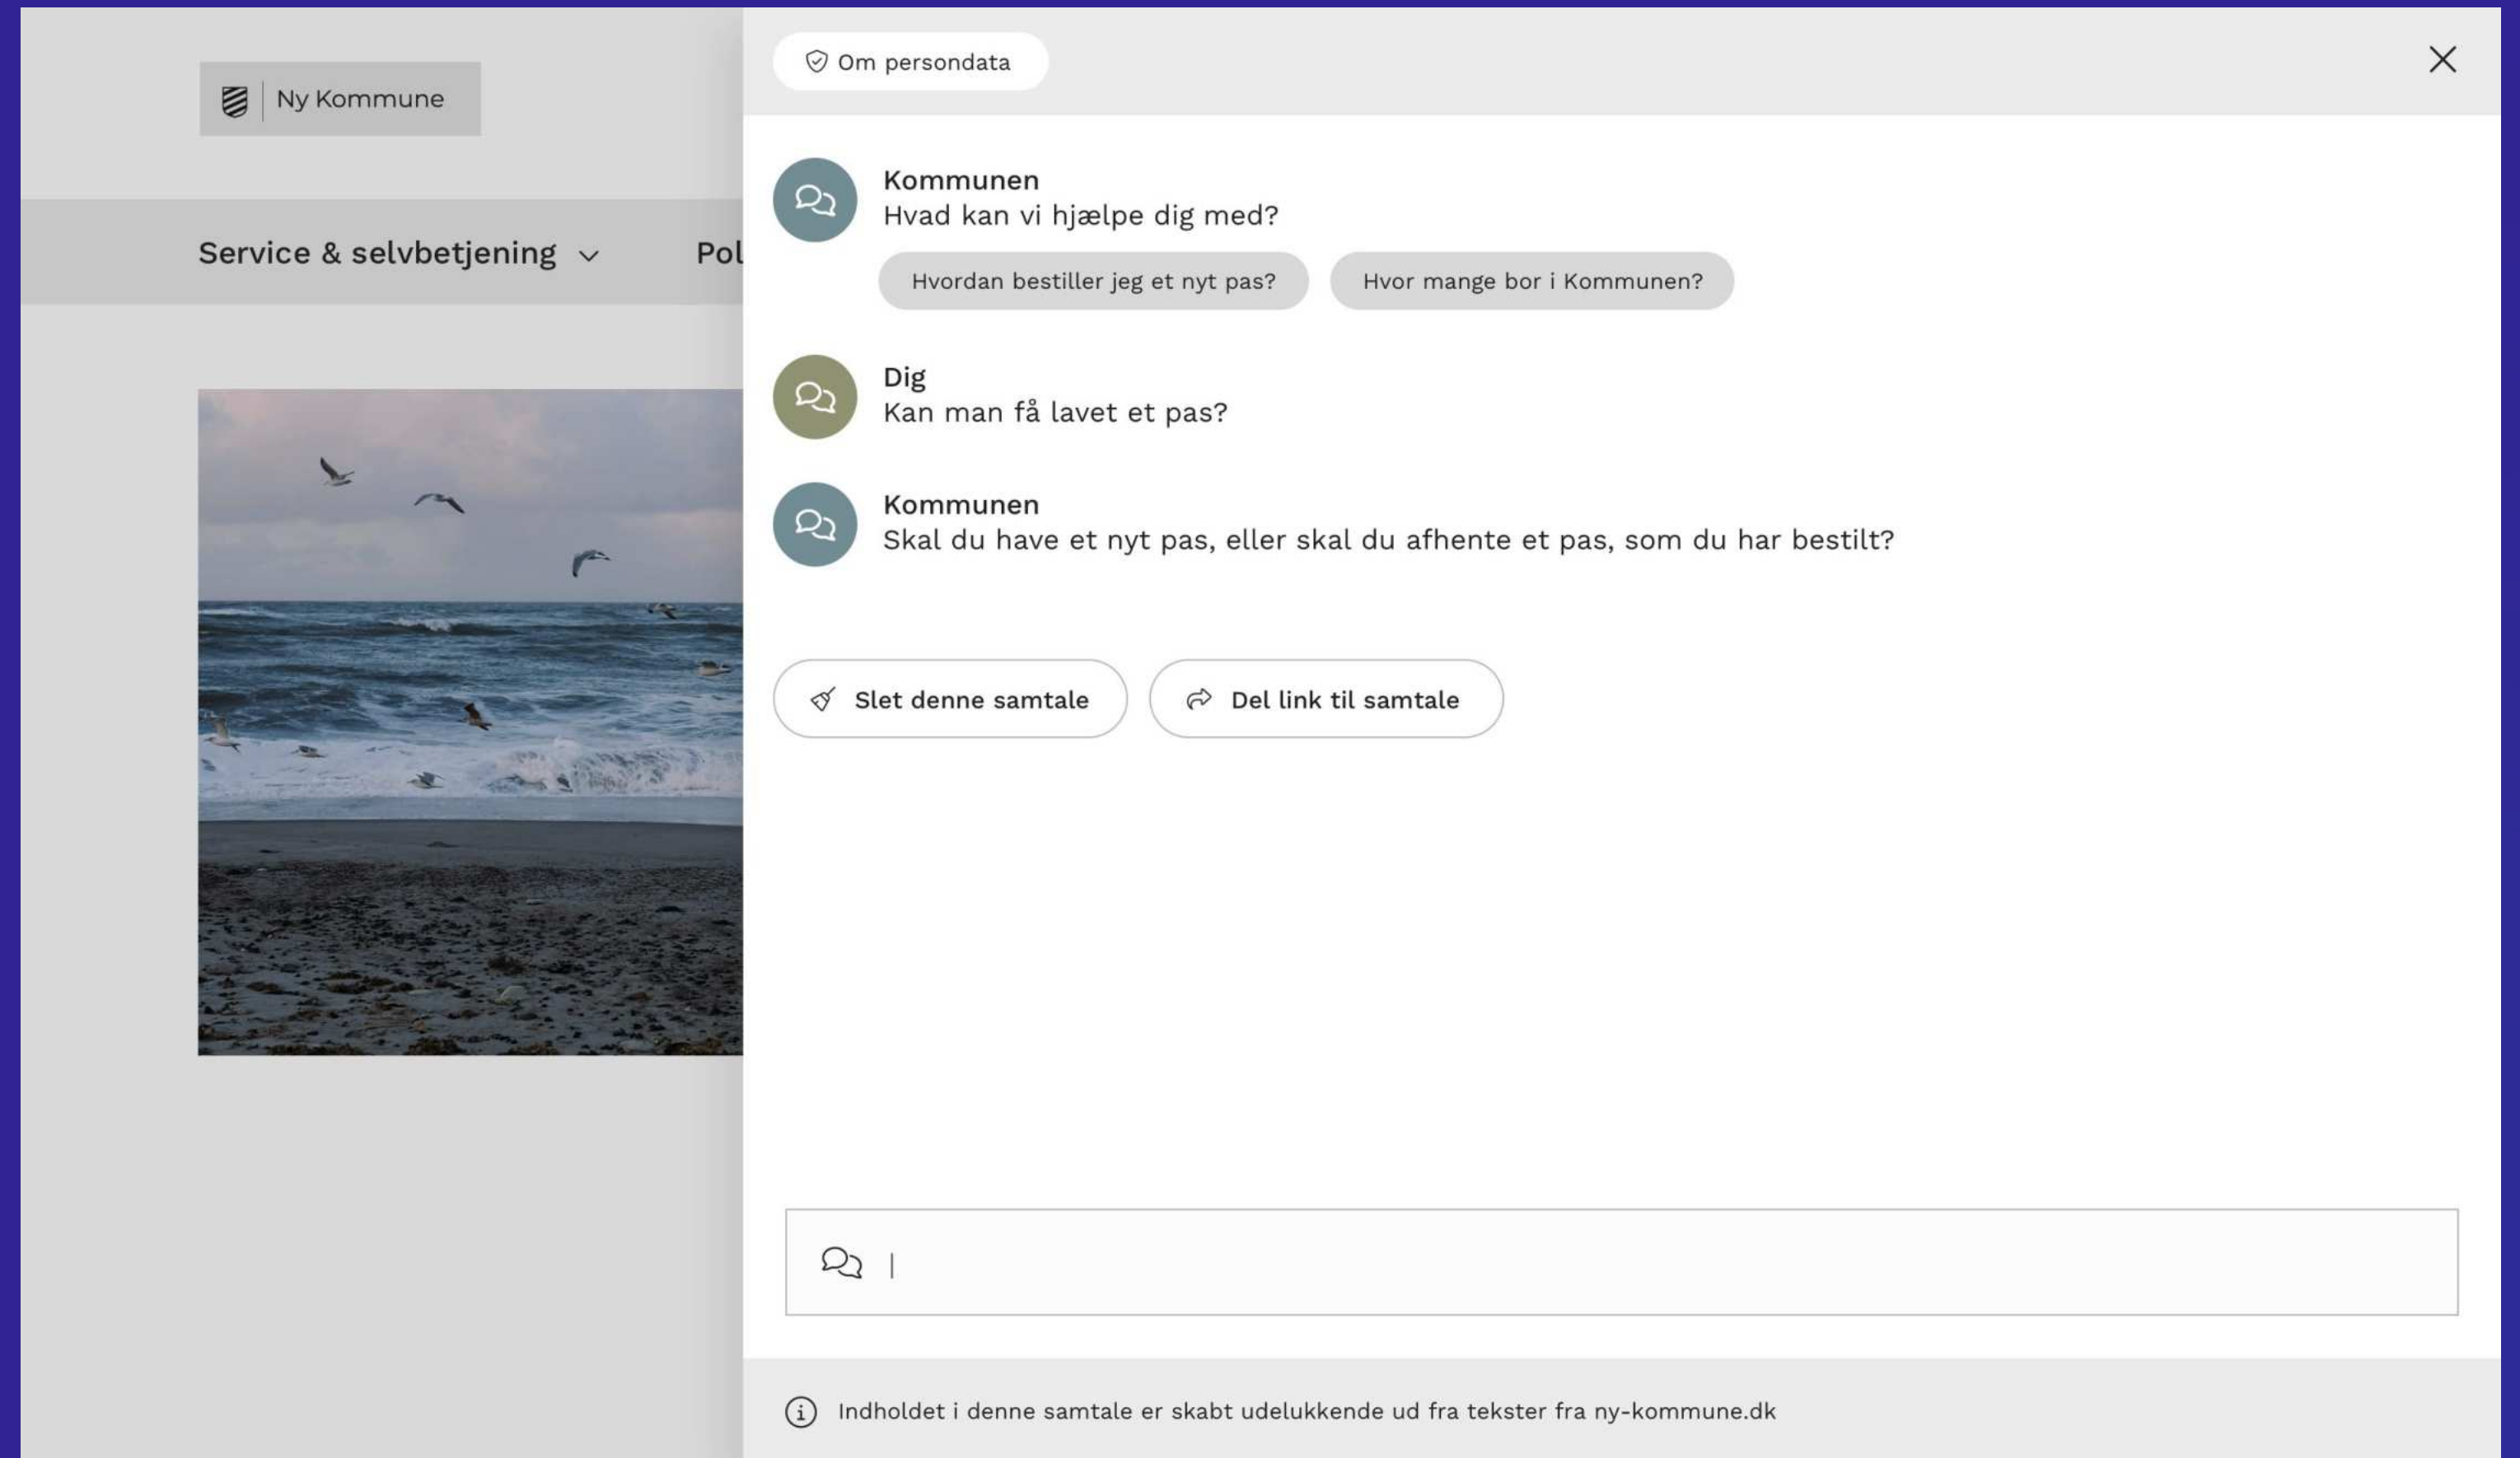 Ny Kommune
Service & selvbetjening
Pol
Om persondata
Kommunen
Hvad kan vi hjælpe dig med?
Hvordan bestiller jeg et nyt pas?
Hvor mange bor i Kommunen?
Dig
Kan man få lavet et pas?
Kommunen
Skal du have et nyt pas, eller skal du afhente et pas, som du har bestilt?
Slet denne samtale
Del link til samtale
Indholdet i denne samtale er skabt udelukkende ud fra tekster fra ny-kommune.dk